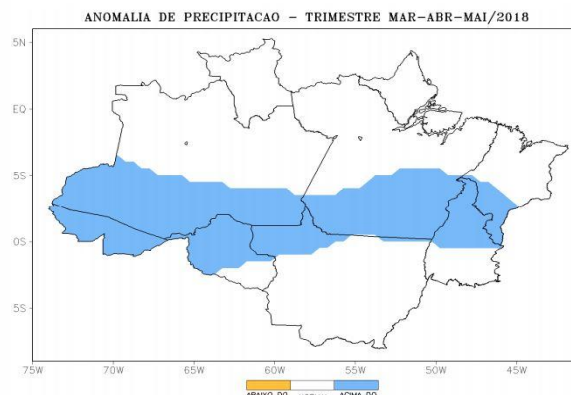 ANOMALIA DE PRECIPITACAO – TRIMESTRE MAR-ABR-MAI/2018
5N
EQ
5S
0S
5S
75W 70W 65W 60W 55W 50W 45W
ABAIXO DO ACIMA DO